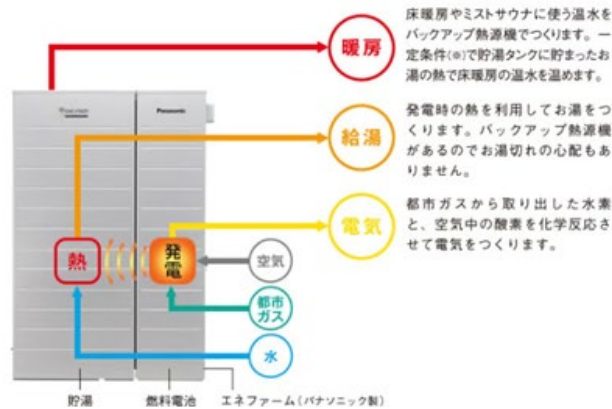 暖房
床暖房やミストサウナに使う温水を
バックアップ熱源機でつくります。一
定条件(※)で貯湯タンクに貯まったお
湯の熱で床暖房の温水を温めます。
Panasonic
給湯
発電時の熱を利用してお湯をつ
くります。バックアップ熱源機
があるのでお湯切れの心配もあ
りません。
電気
都市ガスから取り出した水素
と、空気中の酸素を化学反応さ
せて電気をつくります。
熱
発電
空気
都市
ガス
水
貯湯
燃料電池
エネファーム(パナソニック製)